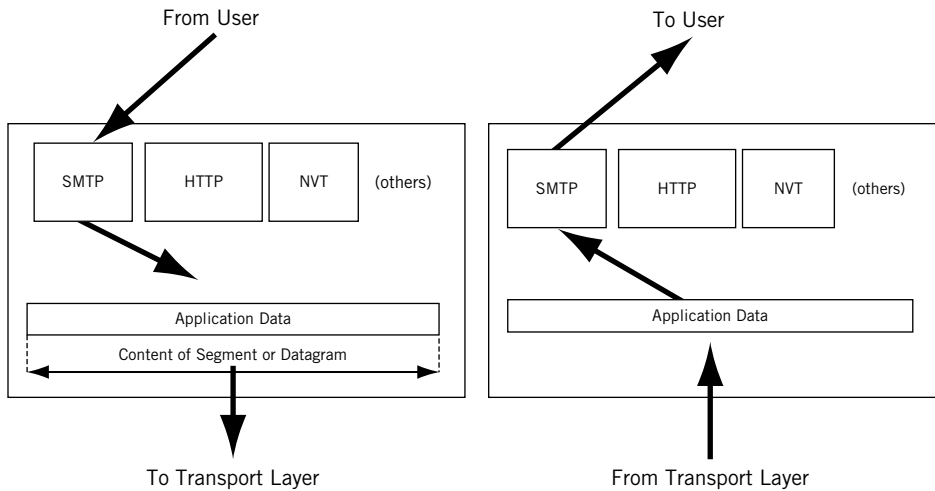 From User
SMTP
HTTP
NVT
(others)
Application Data
Content of Segment or Datagram
To Transport Layer
To User
SMTP
HTTP
NVT
(others)
Application Data
From Transport Layer